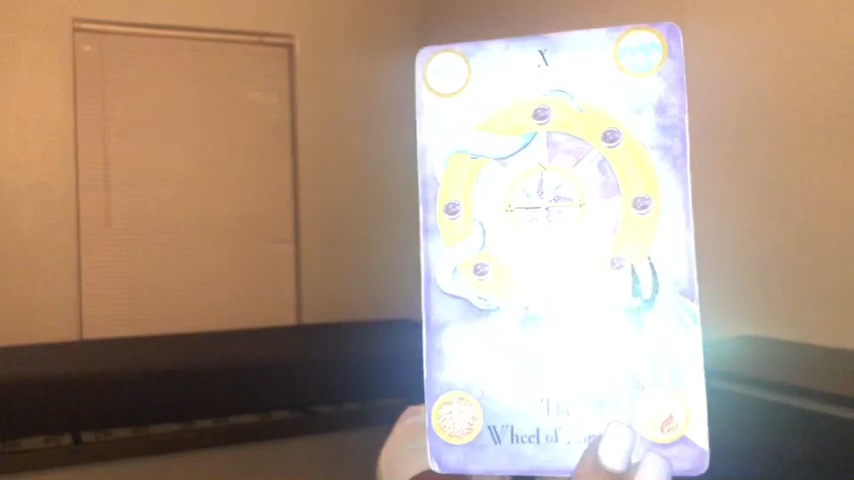 X
The
Wheel of